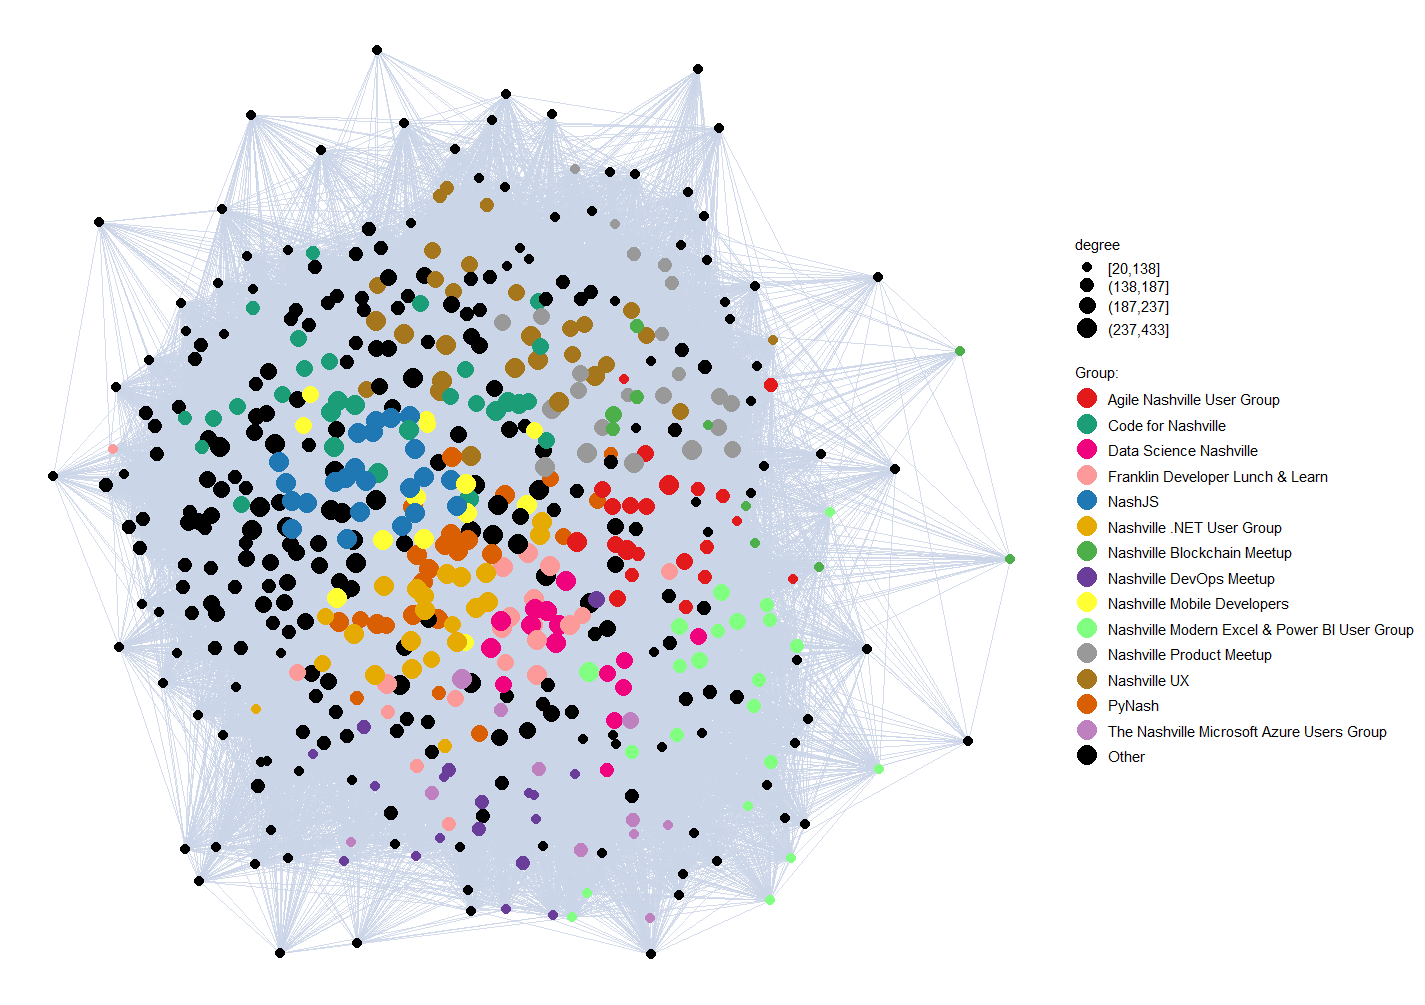 degree
[20,138]
(138,187]
(187,237]
(237,433]
Group:
Agile Nashville User Group
Code for Nashville
Data Science Nashville
Franklin Developer Lunch & Learn
NashJS
Nashville .NET User Group
Nashville Blockchain Meetup
Nashville DevOps Meetup
Nashville Mobile Developers
Nashville Modern Excel & Power BI User Group
Nashville Product Meetup
Nashville UX
PyNash
The Nashville Microsoft Azure Users Group
Other